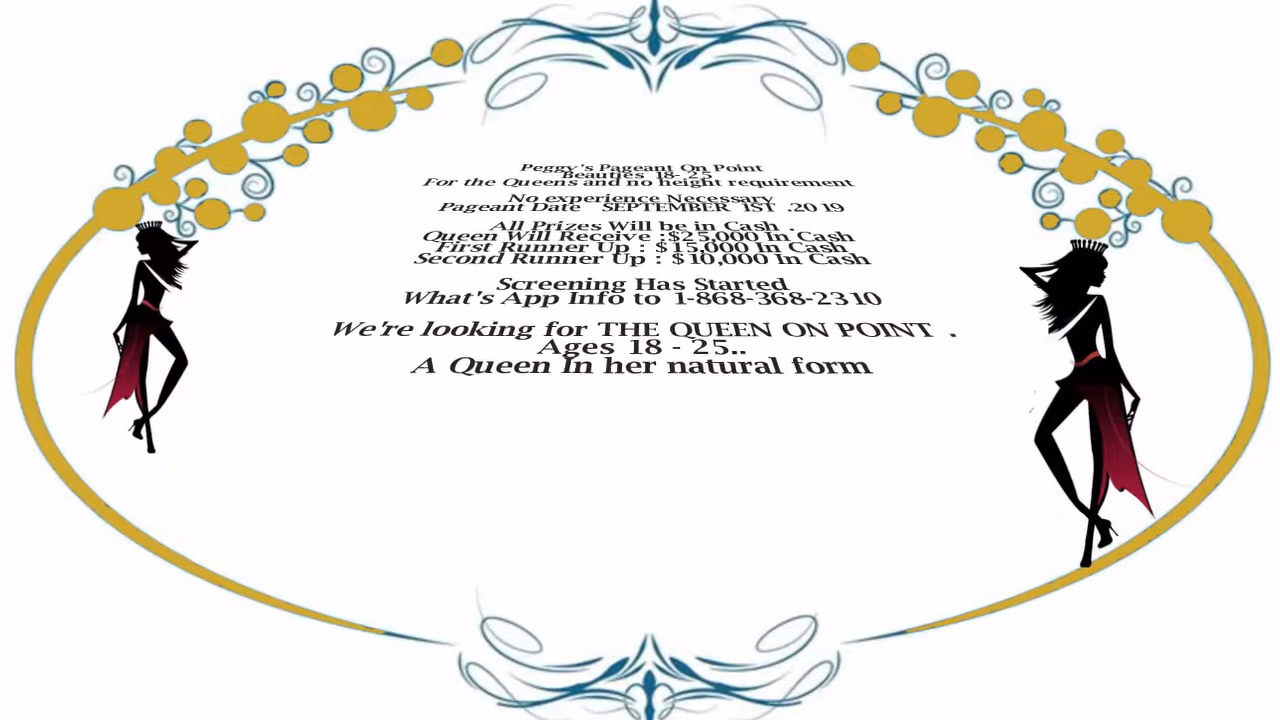 Peggy's Pageant On Point
Beauties 18- 25
For the Queens and no height requirement
No experience Necessary
Pageant Date SEPTEMBER 1ST .2019
All Prizes Will be in Cash .
Queen Will Receive :$25,000 In Cash
First Runner Up : $15,000 In Cash
Second Runner Up : $10,000 In Cash
Screening Has Started
What's App Info to 1-868-368-2310
We're looking for THE QUEEN ON POINT .
Ages 18 - 25..
A Queen In her natural form